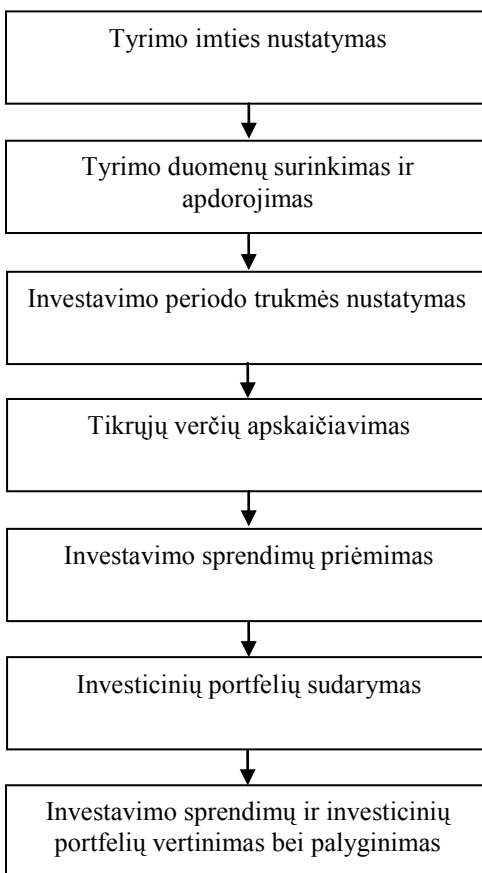 Tyrimo imties nustatymas
Tyrimo duomenų surinkimas ir
apdorojimas
Investavimo periodo trukmės nustatymas
Tikrųjų verčių apskaičiavimas
Investavimo sprendimų priėmimas
Investicinių portfelių sudarymas
Investavimo sprendimų ir investicinių
portfelių vertinimas bei palyginimas